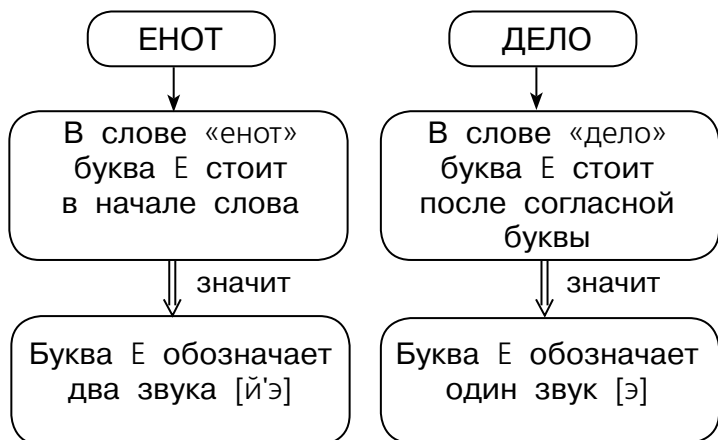 ЕНОТ
В слове «енот»
буква Е стоит
в начале слова
значит
Буква Е обозначает
два звука [й'э]
ДЕЛО
В слове «дело»
буква Е стоит
после согласной
буквы
значит
Буква Е обозначает
один звук [э]